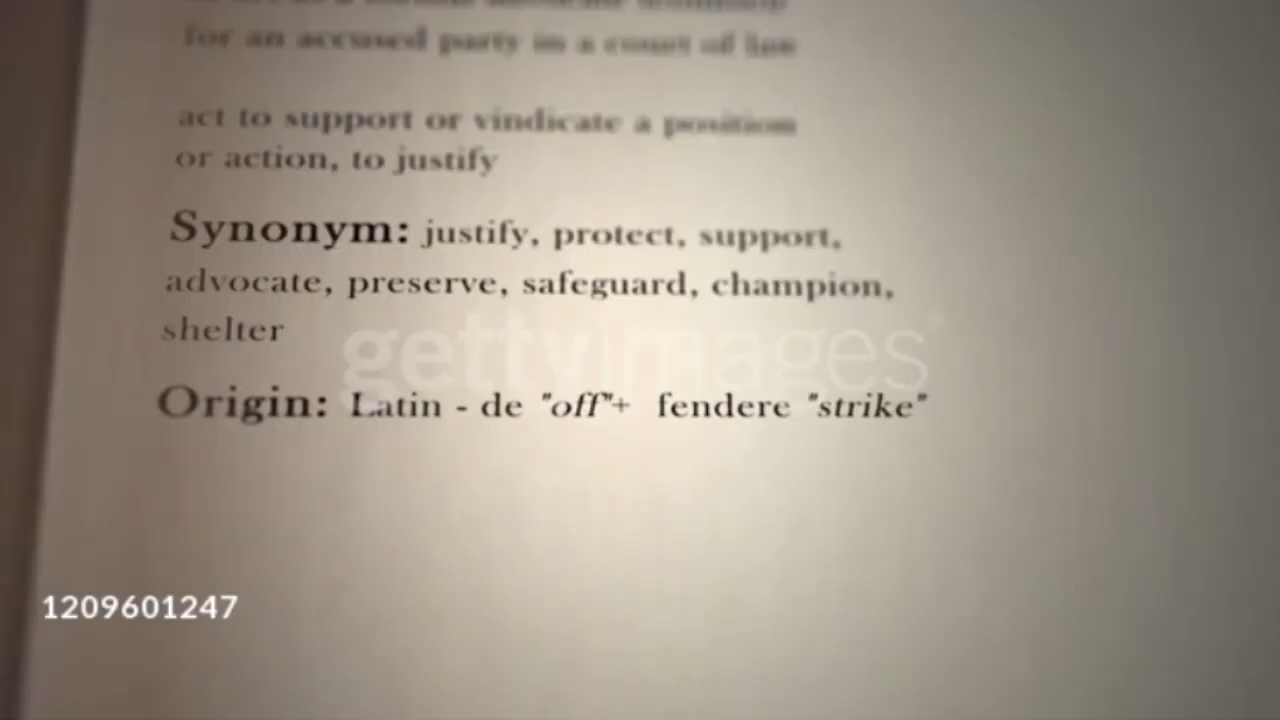 for an accused party in a court of law
act to support or vindicate a position
or action, to justify
Synonym: justify, protect, support,
advocate, preserve, safeguard, champion,
shelter
gettyimages
Origin: Latin - de "off"+ fendere "strike"
1209601247